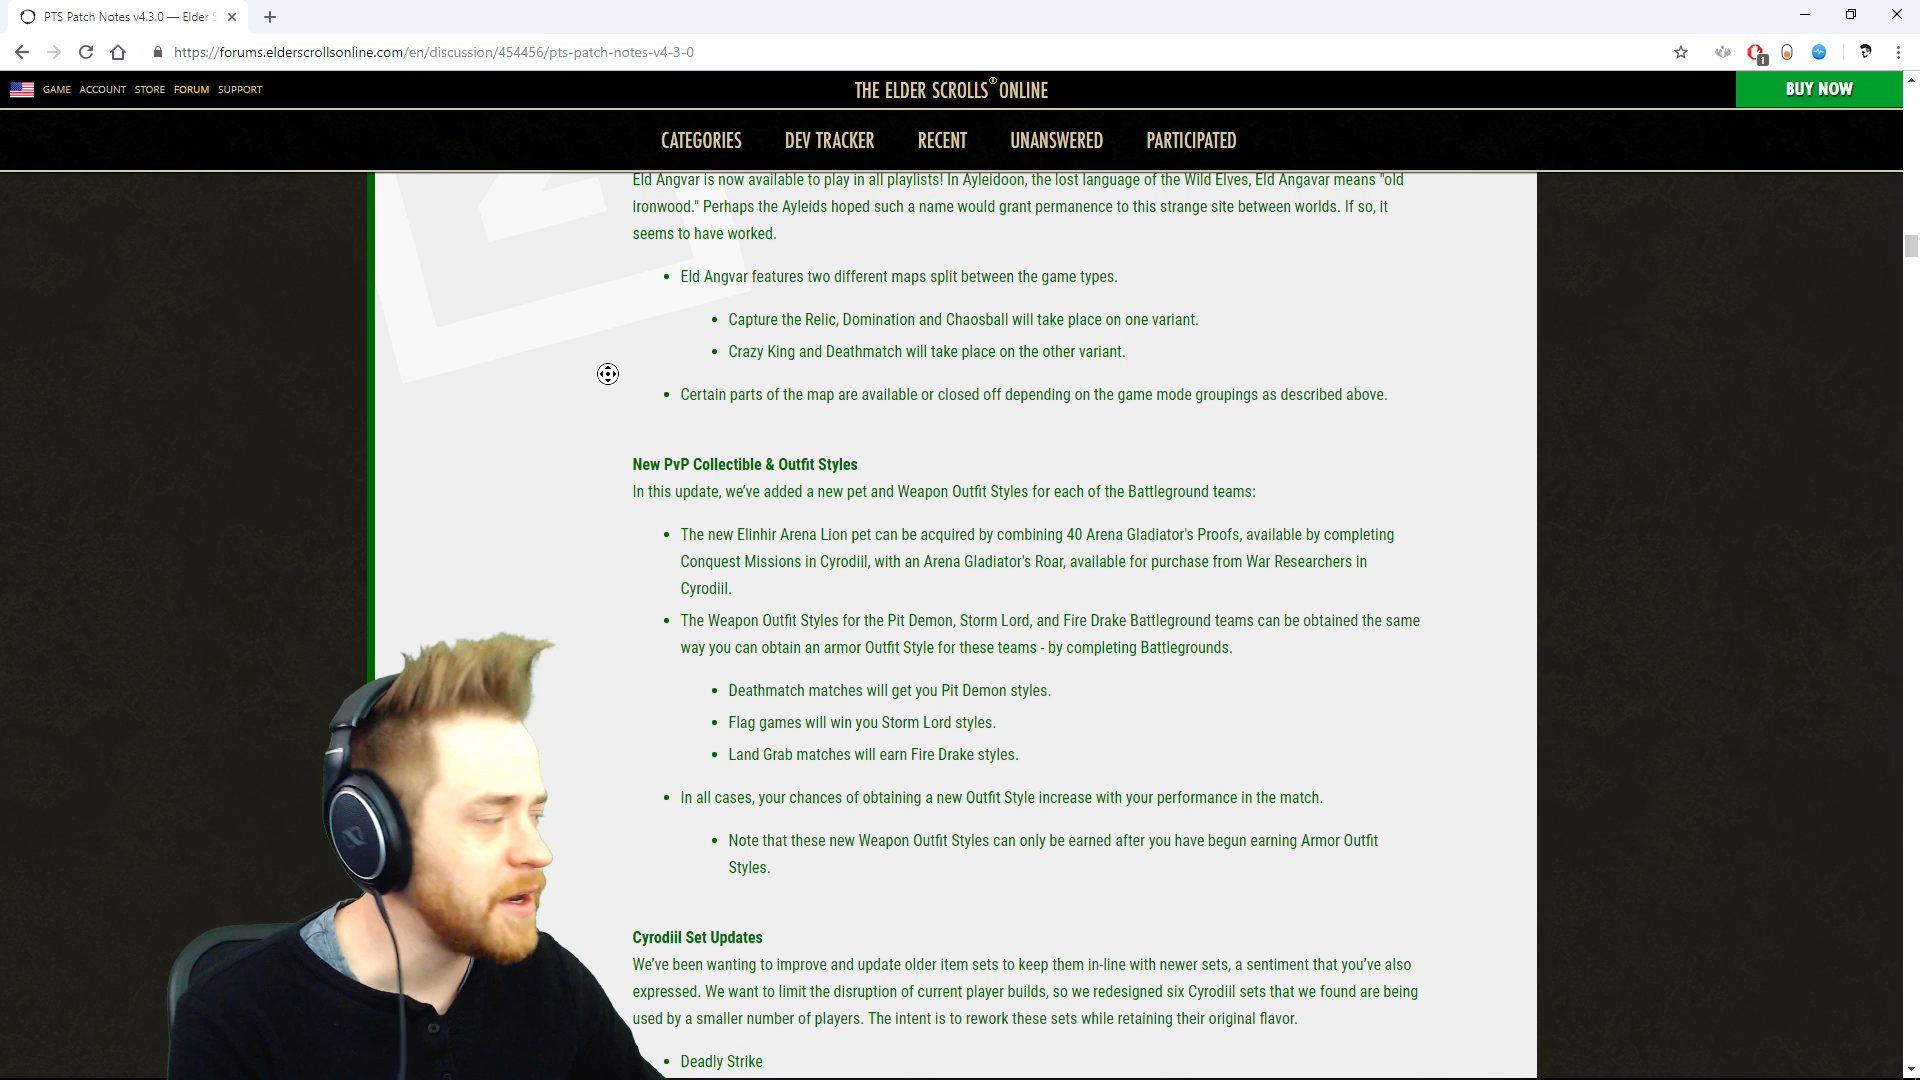 PTS Patch Notes v4.3.0 — Elder S
https://forums.elderscrollsonline.com/en/discussion/454456/pts-patch-notes-v4-3-0
1
GAME ACCOUNT STORE FORUM SUPPORT
THE ELDER SCROLLS ONLINE
BUY NOW
CATEGORIES DEV TRACKER RECENT UNANSWERED PARTICIPATED
Eld Angvar is now available to play in all playlists! In Ayleidoon, the lost language of the Wild Elves, Eld Angavar means "old
ironwood." Perhaps the Ayleids hoped such a name would grant permanence to this strange site between worlds. If so, it
seems to have worked.
• Eld Angvar features two different maps split between the game types.
• Capture the Relic, Domination and Chaosball will take place on one variant.
• Crazy King and Deathmatch will take place on the other variant.
• Certain parts of the map are available or closed off depending on the game mode groupings as described above.
New PvP Collectible & Outfit Styles
In this update, we’ve added a new pet and Weapon Outfit Styles for each of the Battleground teams:
• The new Elinhir Arena Lion pet can be acquired by combining 40 Arena Gladiator's Proofs, available by completing
Conquest Missions in Cyrodiil, with an Arena Gladiator's Roar, available for purchase from War Researchers in
Cyrodiil.
• The Weapon Outfit Styles for the Pit Demon, Storm Lord, and Fire Drake Battleground teams can be obtained the same
way you can obtain an armor Outfit Style for these teams - by completing Battlegrounds.
• Deathmatch matches will get you Pit Demon styles.
• Flag games will win you Storm Lord styles.
• Land Grab matches will earn Fire Drake styles.
• In all cases, your chances of obtaining a new Outfit Style increase with your performance in the match.
• Note that these new Weapon Outfit Styles can only be earned after you have begun earning Armor Outfit
Styles.
Cyrodiil Set Updates
We’ve been wanting to improve and update older item sets to keep them in-line with newer sets, a sentiment that you’ve also
expressed. We want to limit the disruption of current player builds, so we redesigned six Cyrodiil sets that we found are being
used by a smaller number of players. The intent is to rework these sets while retaining their original flavor.
• Deadly Strike